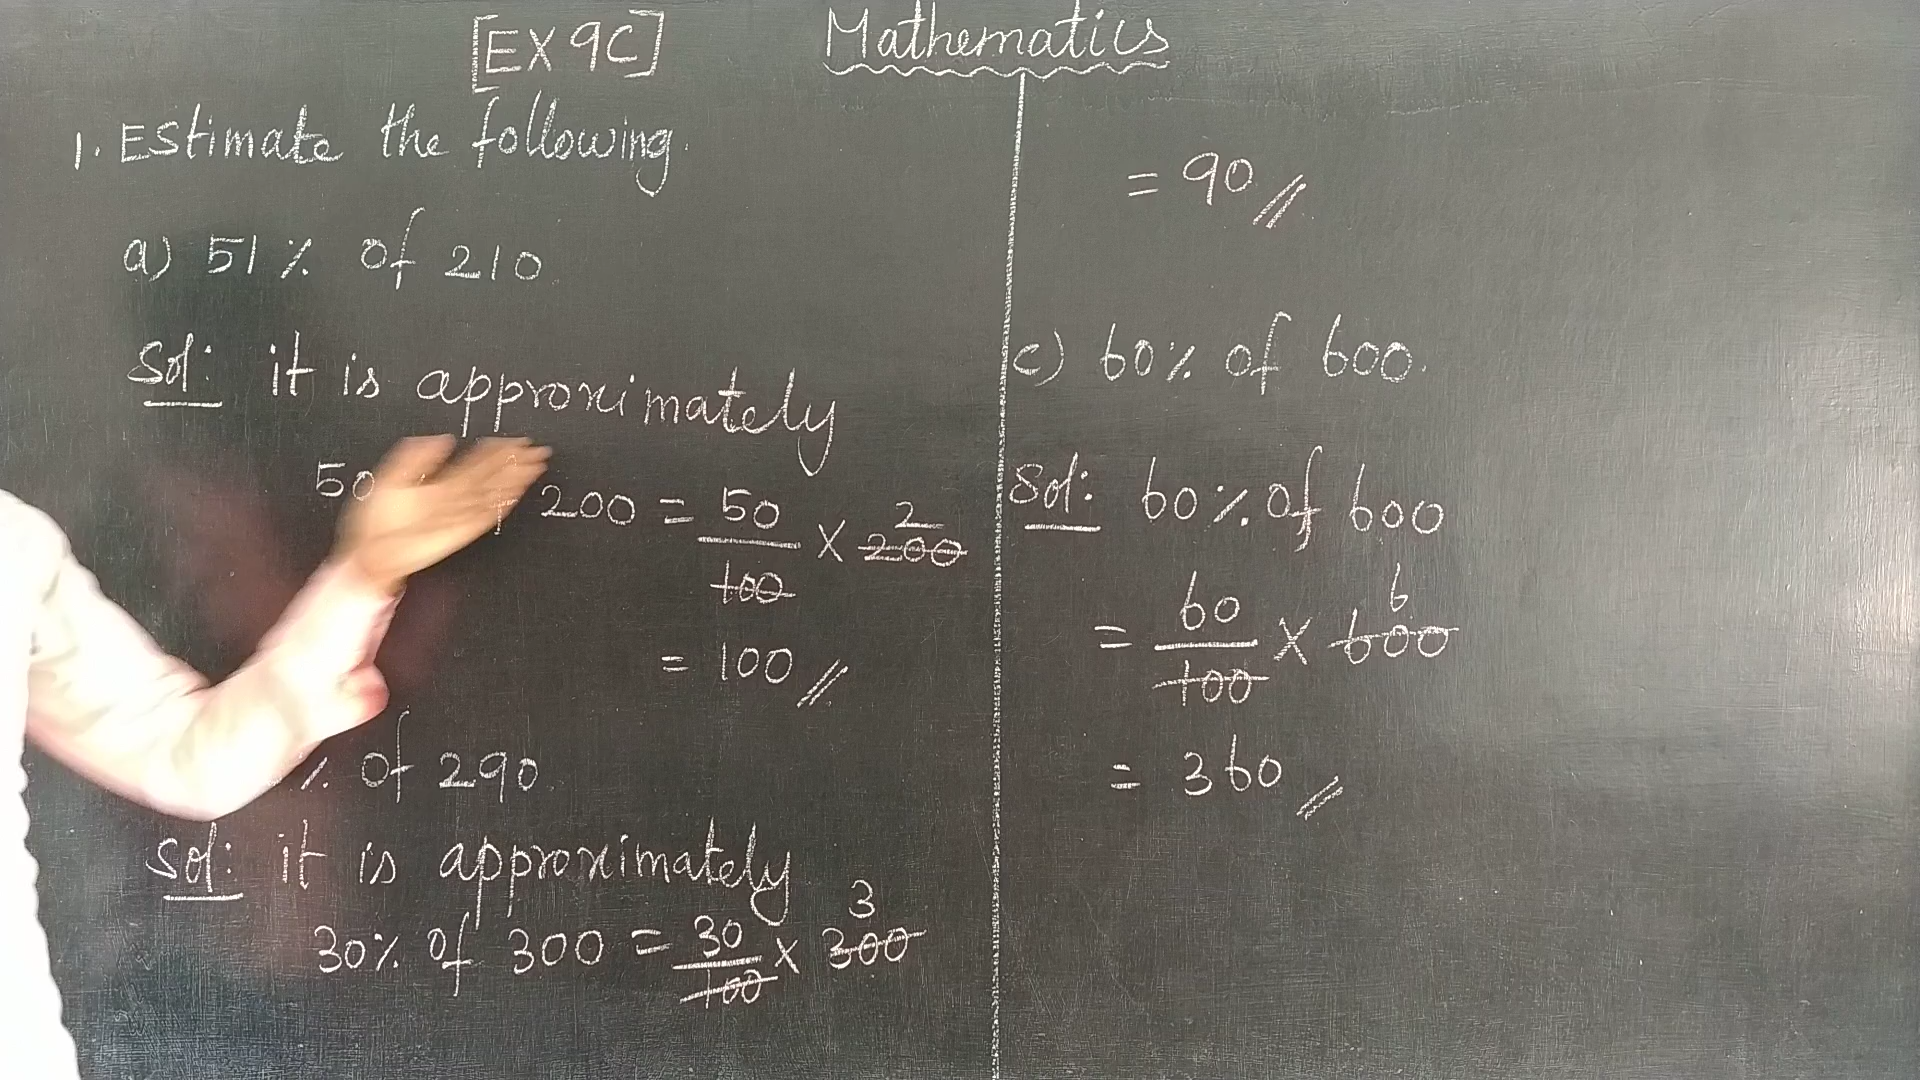 [EX 9C] Mathematics
1. Estimate the following.
a) 51% of 210.
Sol: it is approximately
50 200 = 50/100 × 200 2
= 100 //
% of 290.
Sol: it is approximately
30% of 300 = 30/100 × 300 3
= 90 //
c) 60% of 600.
Sol: 60% of 600
= 60/100 × 600 6
= 360 //